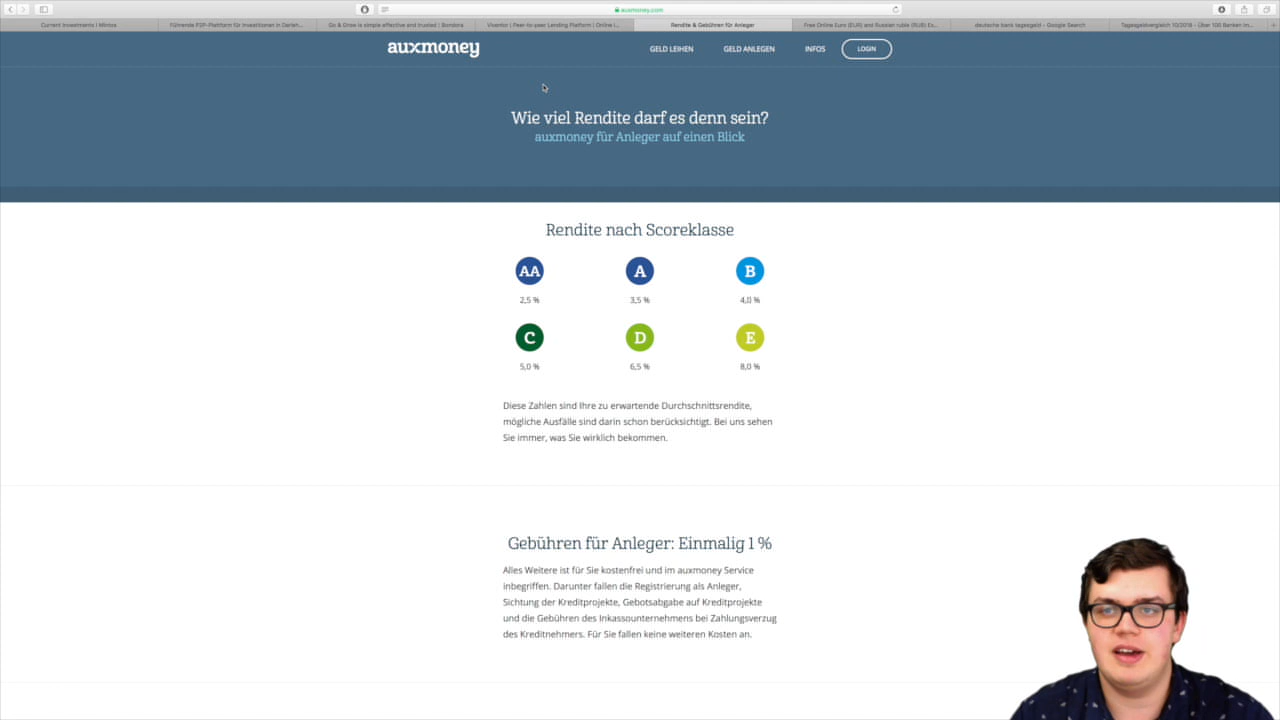 auxmoney.com
Current Investments | Mintos
Führende P2P-Plattform für Investitionen in Darleh...
Go & Grow is simple effective and trusted | Bondora
Viventor | Peer-to-peer Lending Platform | Online I...
Rendite & Gebühren für Anleger
Free Online Euro (EUR) and Russian ruble (RUB) Ex...
deutsche bank tagesgeld - Google Search
Tagesgeldvergleich 10/2018 - Über 100 Banken im...
auxmoney
GELD LEIHEN
GELD ANLEGEN
INFOS
LOGIN
Wie viel Rendite darf es denn sein?
auxmoney für Anleger auf einen Blick
Rendite nach Scoreklasse
AA A B
2,5 % 3,5 % 4,0 %
C D E
5,0 % 6,5 % 8,0 %
Diese Zahlen sind Ihre zu erwartende Durchschnittsrendite,
mögliche Ausfälle sind darin schon berücksichtigt. Bei uns sehen
Sie immer, was Sie wirklich bekommen.
Gebühren für Anleger: Einmalig 1 %
Alles Weitere ist für Sie kostenfrei und im auxmoney Service
inbegriffen. Darunter fallen die Registrierung als Anleger,
Sichtung der Kreditprojekte, Gebotsabgabe auf Kreditprojekte
und die Gebühren des Inkassounternehmens bei Zahlungsverzug
des Kreditnehmers. Für Sie fallen keine weiteren Kosten an.